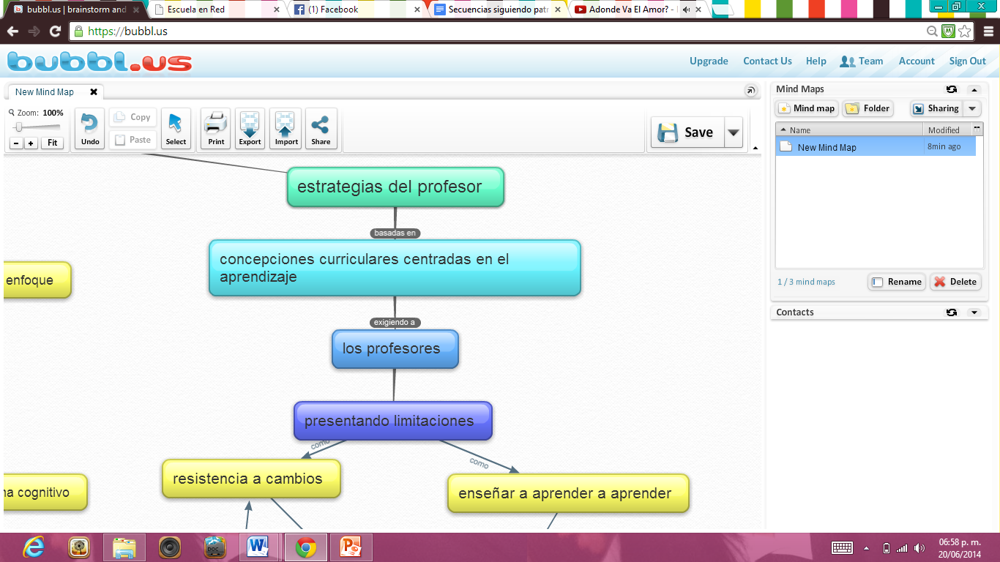 bubbl.us | brainstorm and
Escuela en Red
(1) Facebook
Secuencias siguiendo patr
Adonde Va El Amor? -
https://bubbl.us
bubbl.us
Upgrade
Contact Us
Help
Team
Account
Sign Out
New Mind Map
Zoom: 100%
Fit
Undo
Copy
Paste
Select
Print
Export
Import
Share
Save
Mind Maps
Mind map
Folder
Sharing
Name
Modified
New Mind Map
8min ago
1 / 3 mind maps
Rename
Delete
Contacts
estrategias del profesor
basadas en
concepciones curriculares centradas en el
aprendizaje
enfoque
exigiendo a
los profesores
presentando limitaciones
como
como
resistencia a cambios
enseñar a aprender a aprender
na cognitivo
DOC
06:58 p. m.
20/06/2014